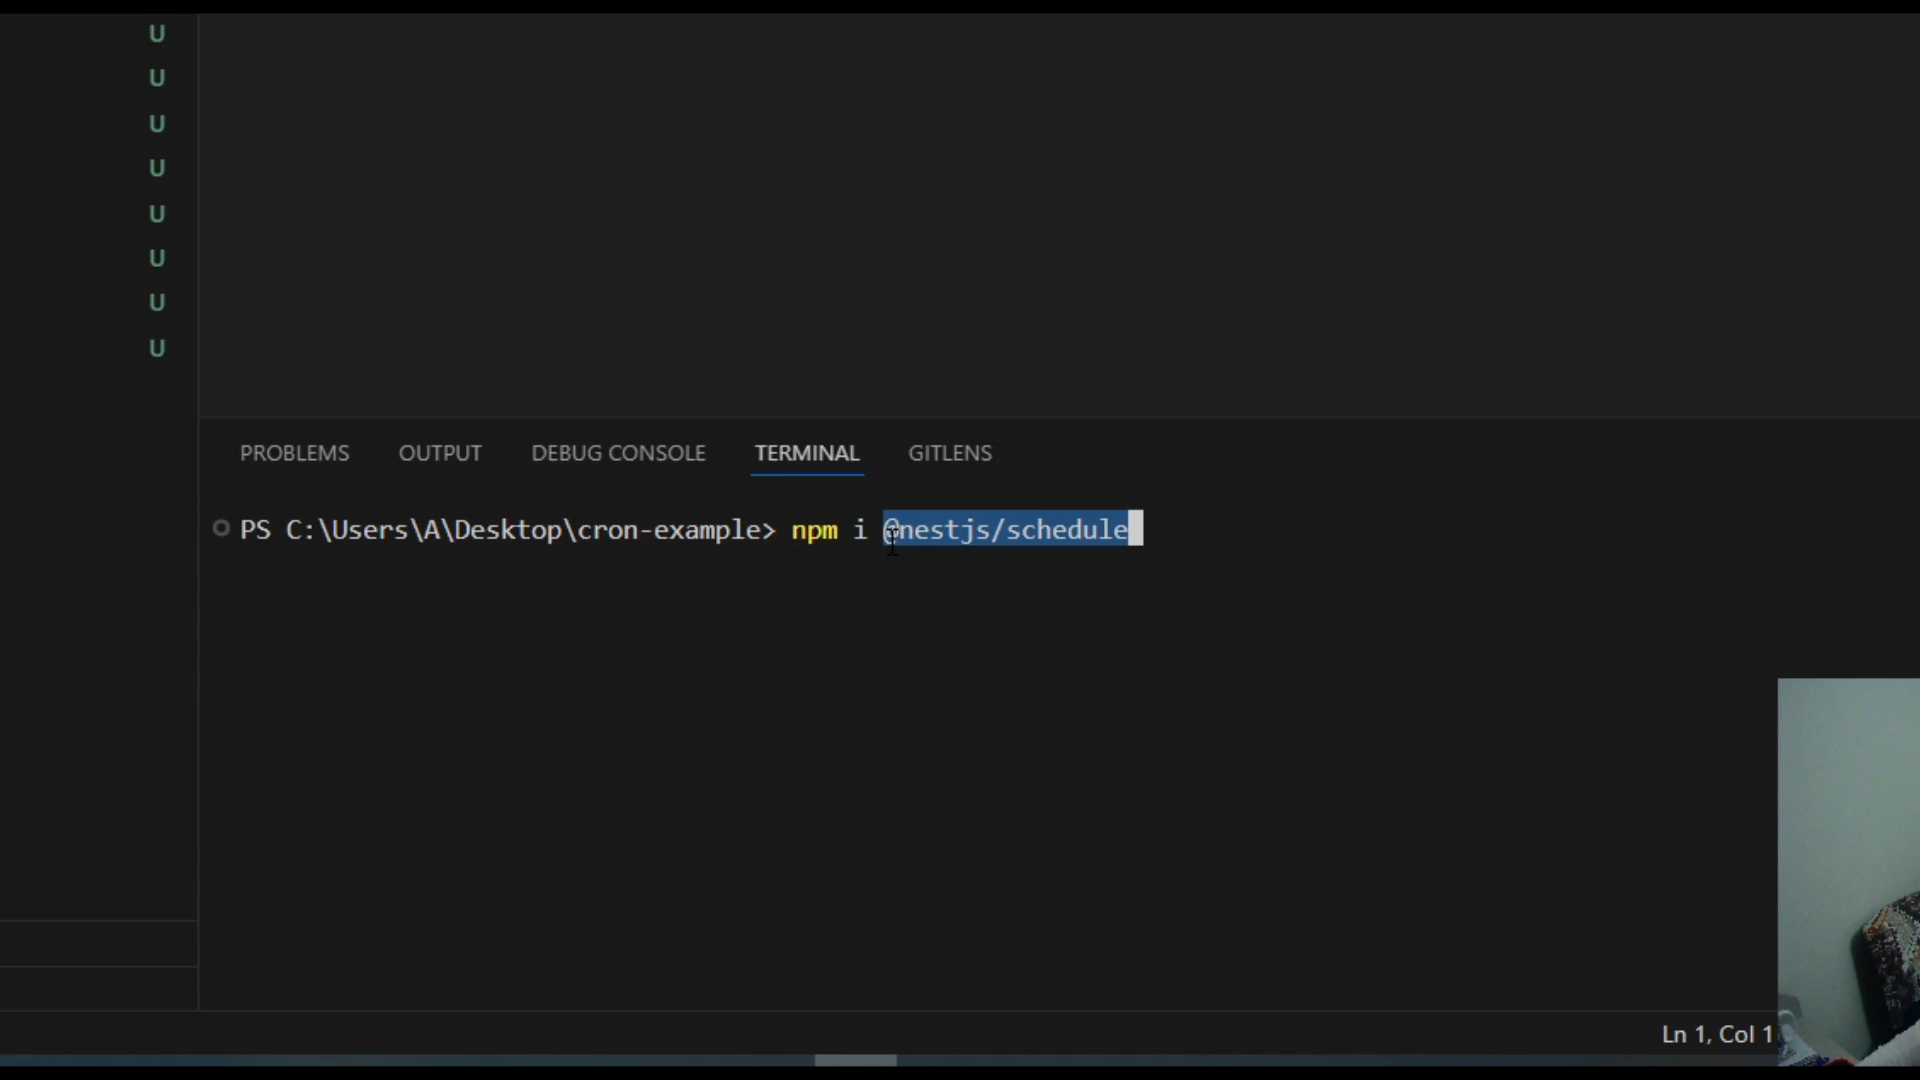 U
U
U
U
U
U
U
U
PROBLEMS OUTPUT DEBUG CONSOLE TERMINAL GITLENS
PS C:\Users\A\Desktop\cron-example> npm i @nestjs/schedule
Ln 1, Col 1